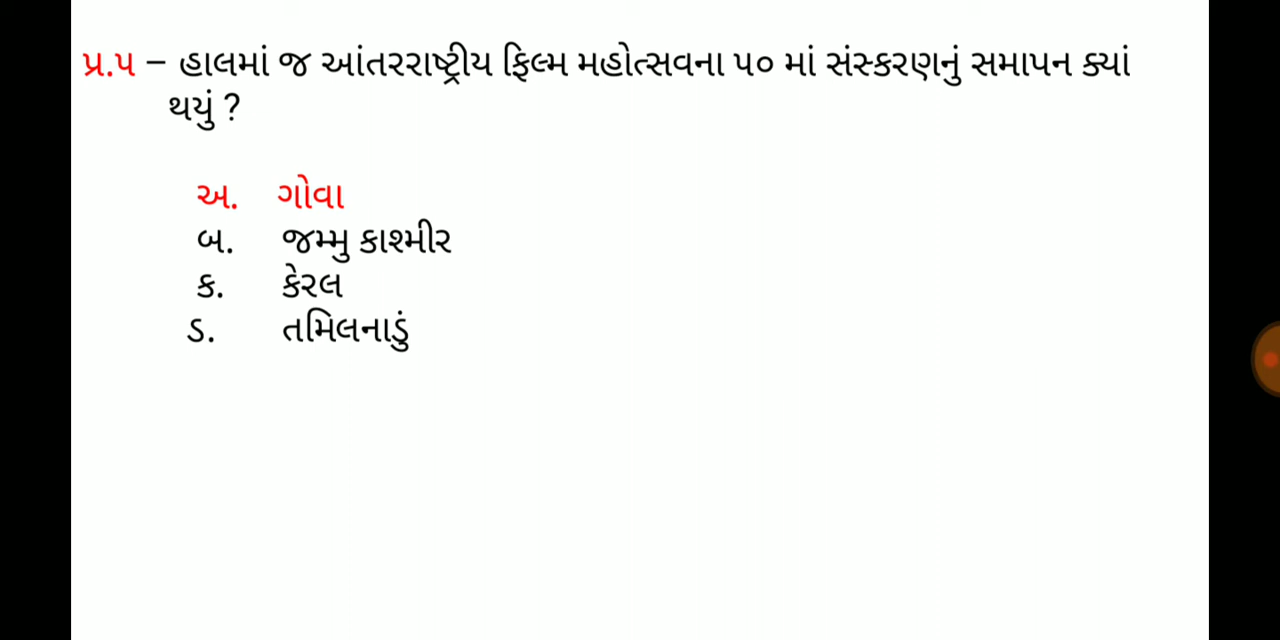 પ્ર.૫ – હાલમાં જ આંતરરાષ્ટ્રીય ફિલ્મ મહોત્સવના ૫૦ માં સંસ્કરણનું સમાપન ક્યાં
થયું ?
અ. ગોવા
બ. જમ્મુ કાશ્મીર
ક. કેરલ
ડ. તમિલનાડું